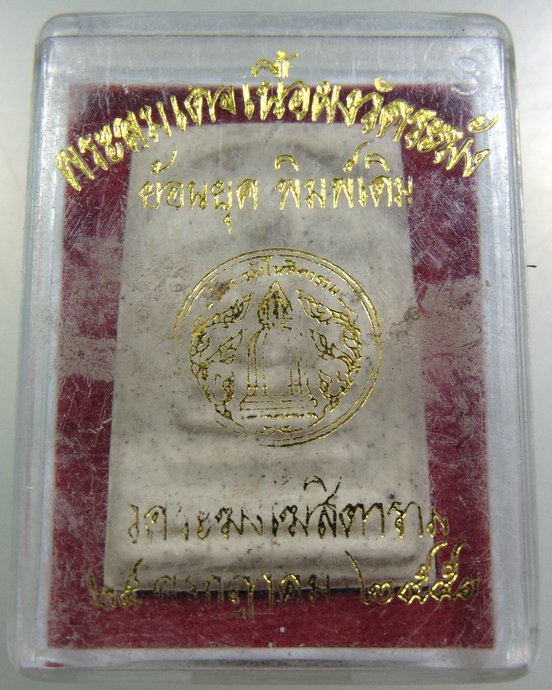 พระสมเด็จเนื้อผงวัดระฆัง
ย้อนยุค พิมพ์เดิม
วัดระฆังโฆสิตาราม
๒๕ กรกฎาคม ๒๕๕๑